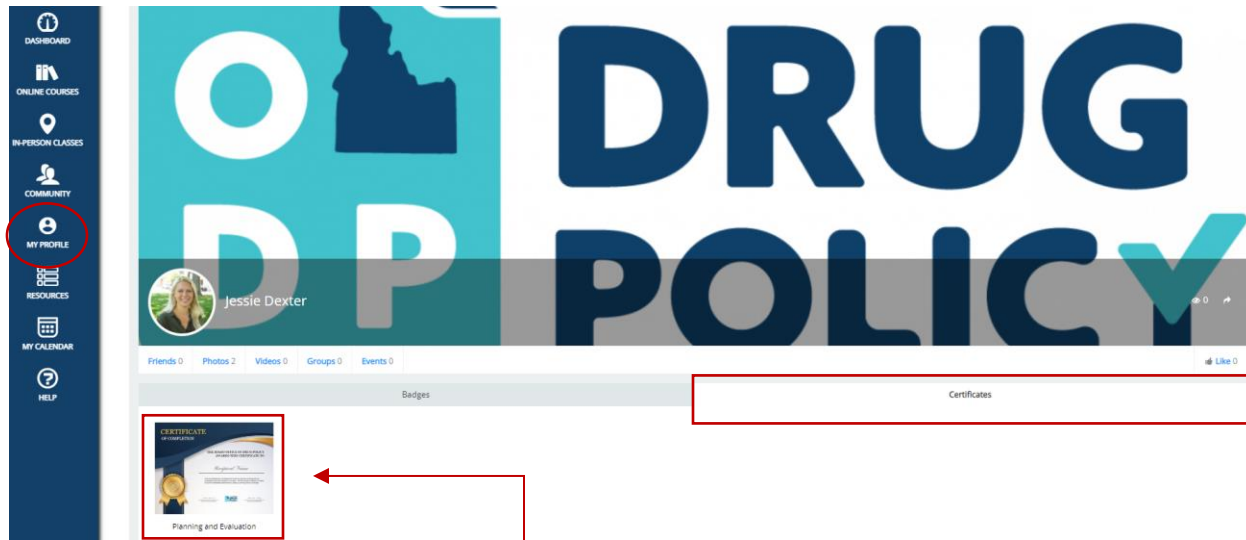 DASHBOARD
ONLINE COURSES
IN-PERSON CLASSES
COMMUNITY
MY PROFILE
RESOURCES
MY CALENDAR
HELP
O
D P
DRUG
POLICY
Jessie Dexter
0
Friends 0 Photos 2 Videos 0 Groups 0 Events 0
Like 0
Badges
Certificates
CERTIFICATE
OF COMPLETION
Planning and Evaluation